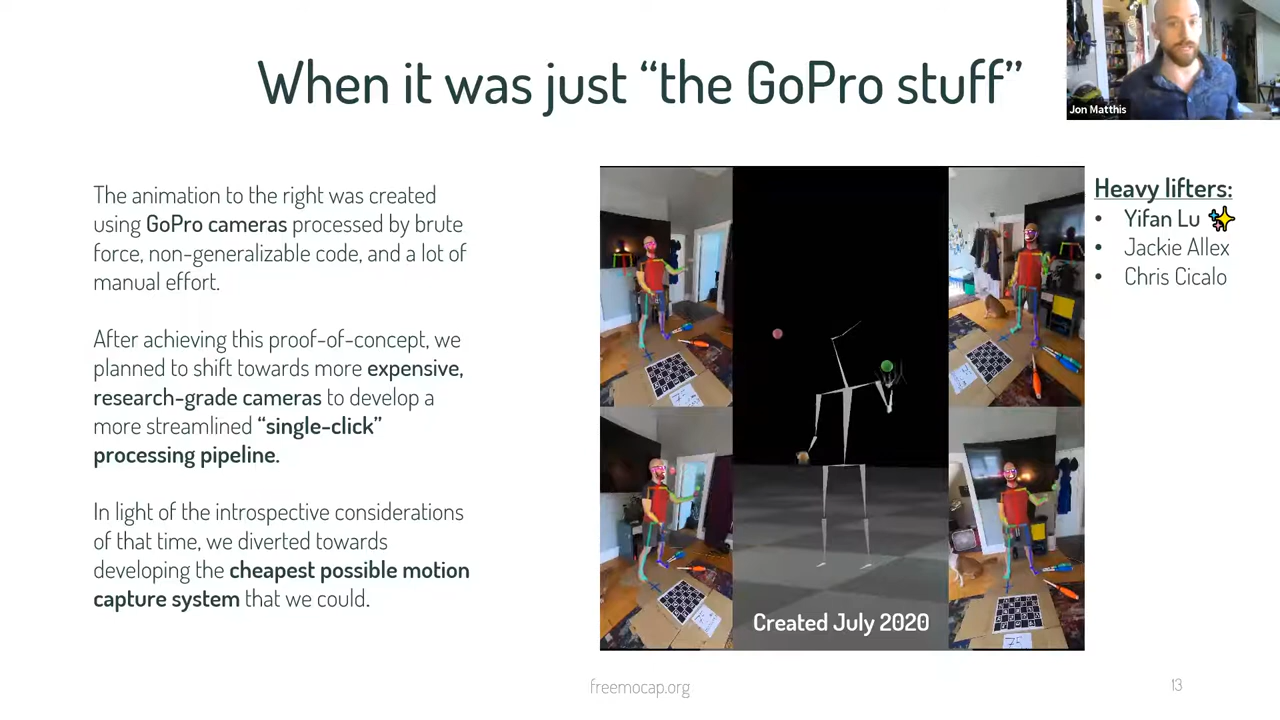 When it was just “the GoPro stuff”
Jon Matthis
The animation to the right was created
using GoPro cameras processed by brute
force, non-generalizable code, and a lot of
manual effort.
After achieving this proof-of-concept, we
planned to shift towards more expensive,
research-grade cameras to develop a
more streamlined “single-click”
processing pipeline.
In light of the introspective considerations
of that time, we diverted towards
developing the cheapest possible motion
capture system that we could.
Created July 2020
Heavy lifters:
• Yifan Lu ✨
• Jackie Allex
• Chris Cicalo
75
freemocap.org
13